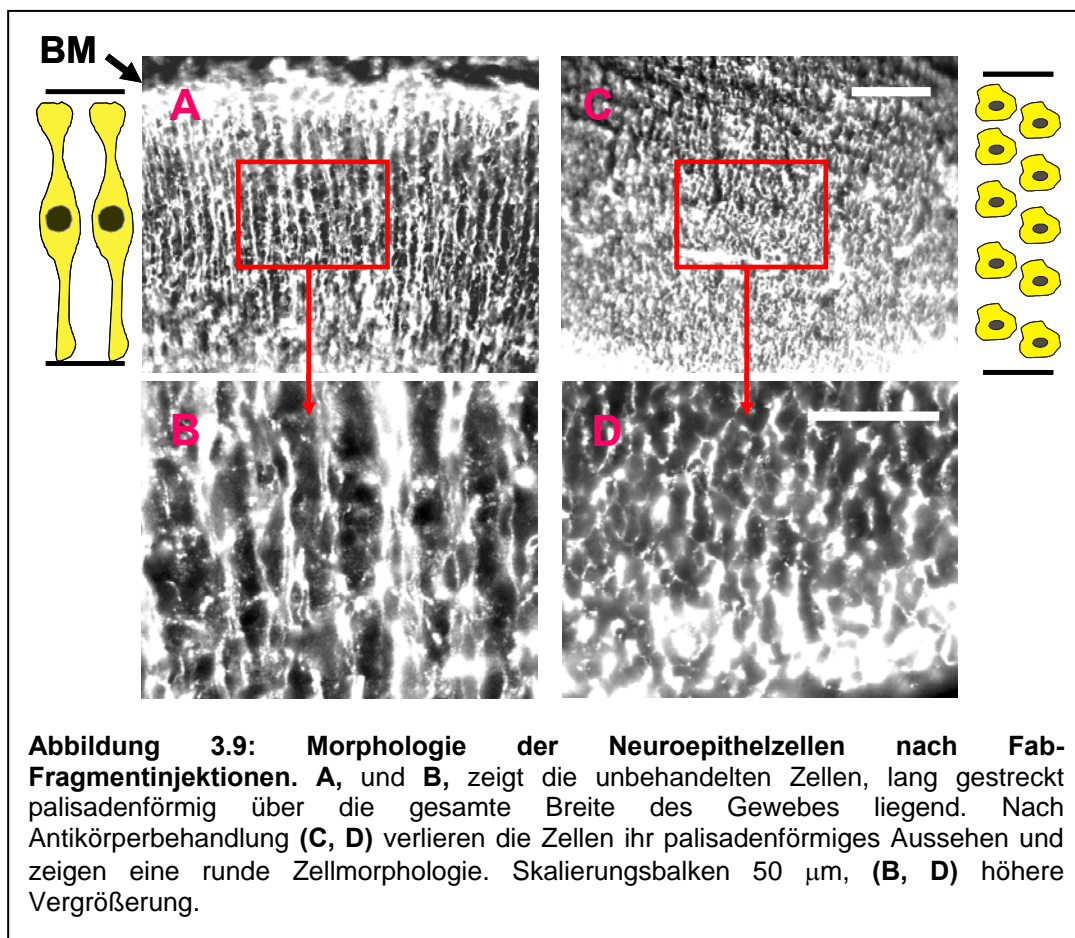 BM
A
C
B
D
Abbildung 3.9: Morphologie der Neuroepithelzellen nach Fab-
Fragmentinjektionen. A, und B, zeigt die unbehandelten Zellen, lang gestreckt
palisadenförmig über die gesamte Breite des Gewebes liegend. Nach
Antikörperbehandlung (C, D) verlieren die Zellen ihr palisadenförmiges Aussehen und
zeigen eine runde Zellmorphologie. Skalierungsbalken 50 μm, (B, D) höhere
Vergrößerung.